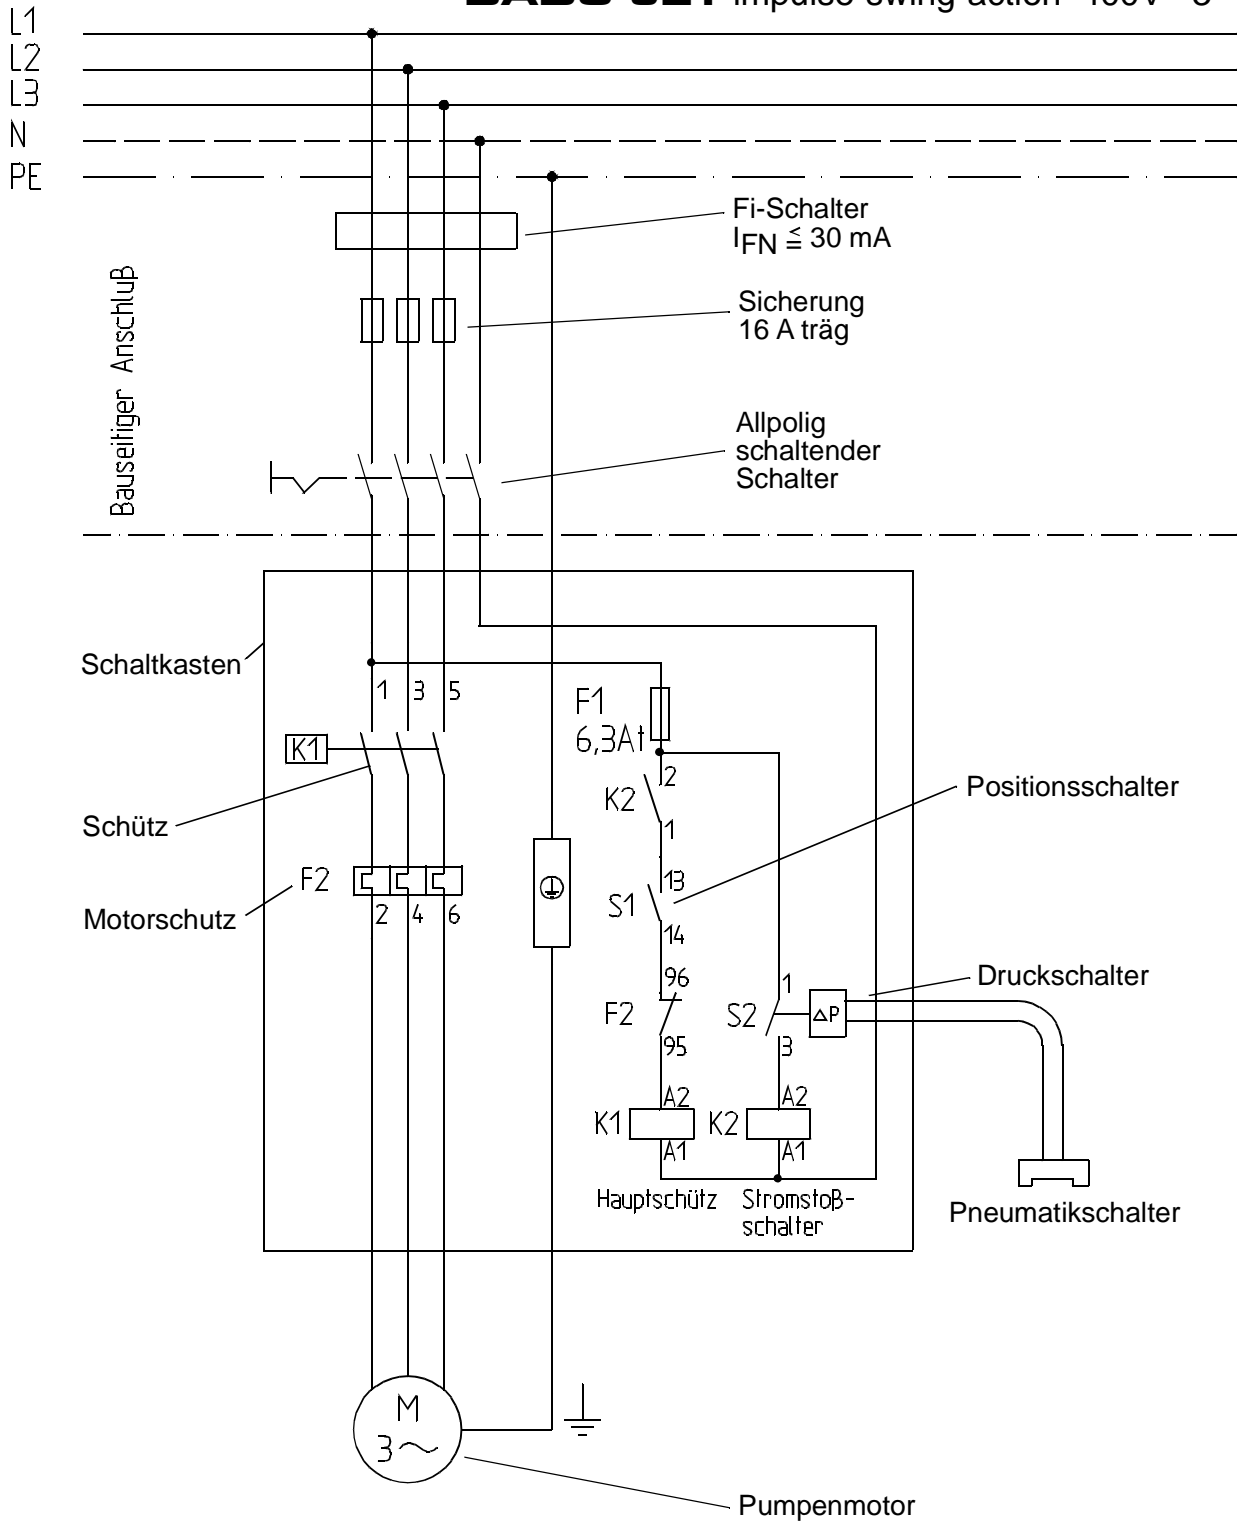 impulse swing action 400V
L1
L2
L3
N
PE
Fi-Schalter
IFN ≦ 30 mA
Bauseitiger Anschluß
Sicherung
16 A träg
Allpolig
schaltender
Schalter
Schaltkasten
1 3 5
F1
6,3At
K1
2
K2
1
Positionsschalter
Schütz
13
S1
14
F2
2 4 6
Motorschutz
96
F2
95
Druckschalter
1
S2
ΔP
3
A2
K1
A1
A2
K2
A1
Hauptschütz
Stromstoß-
schalter
Pneumatikschalter
M
3~
Pumpenmotor